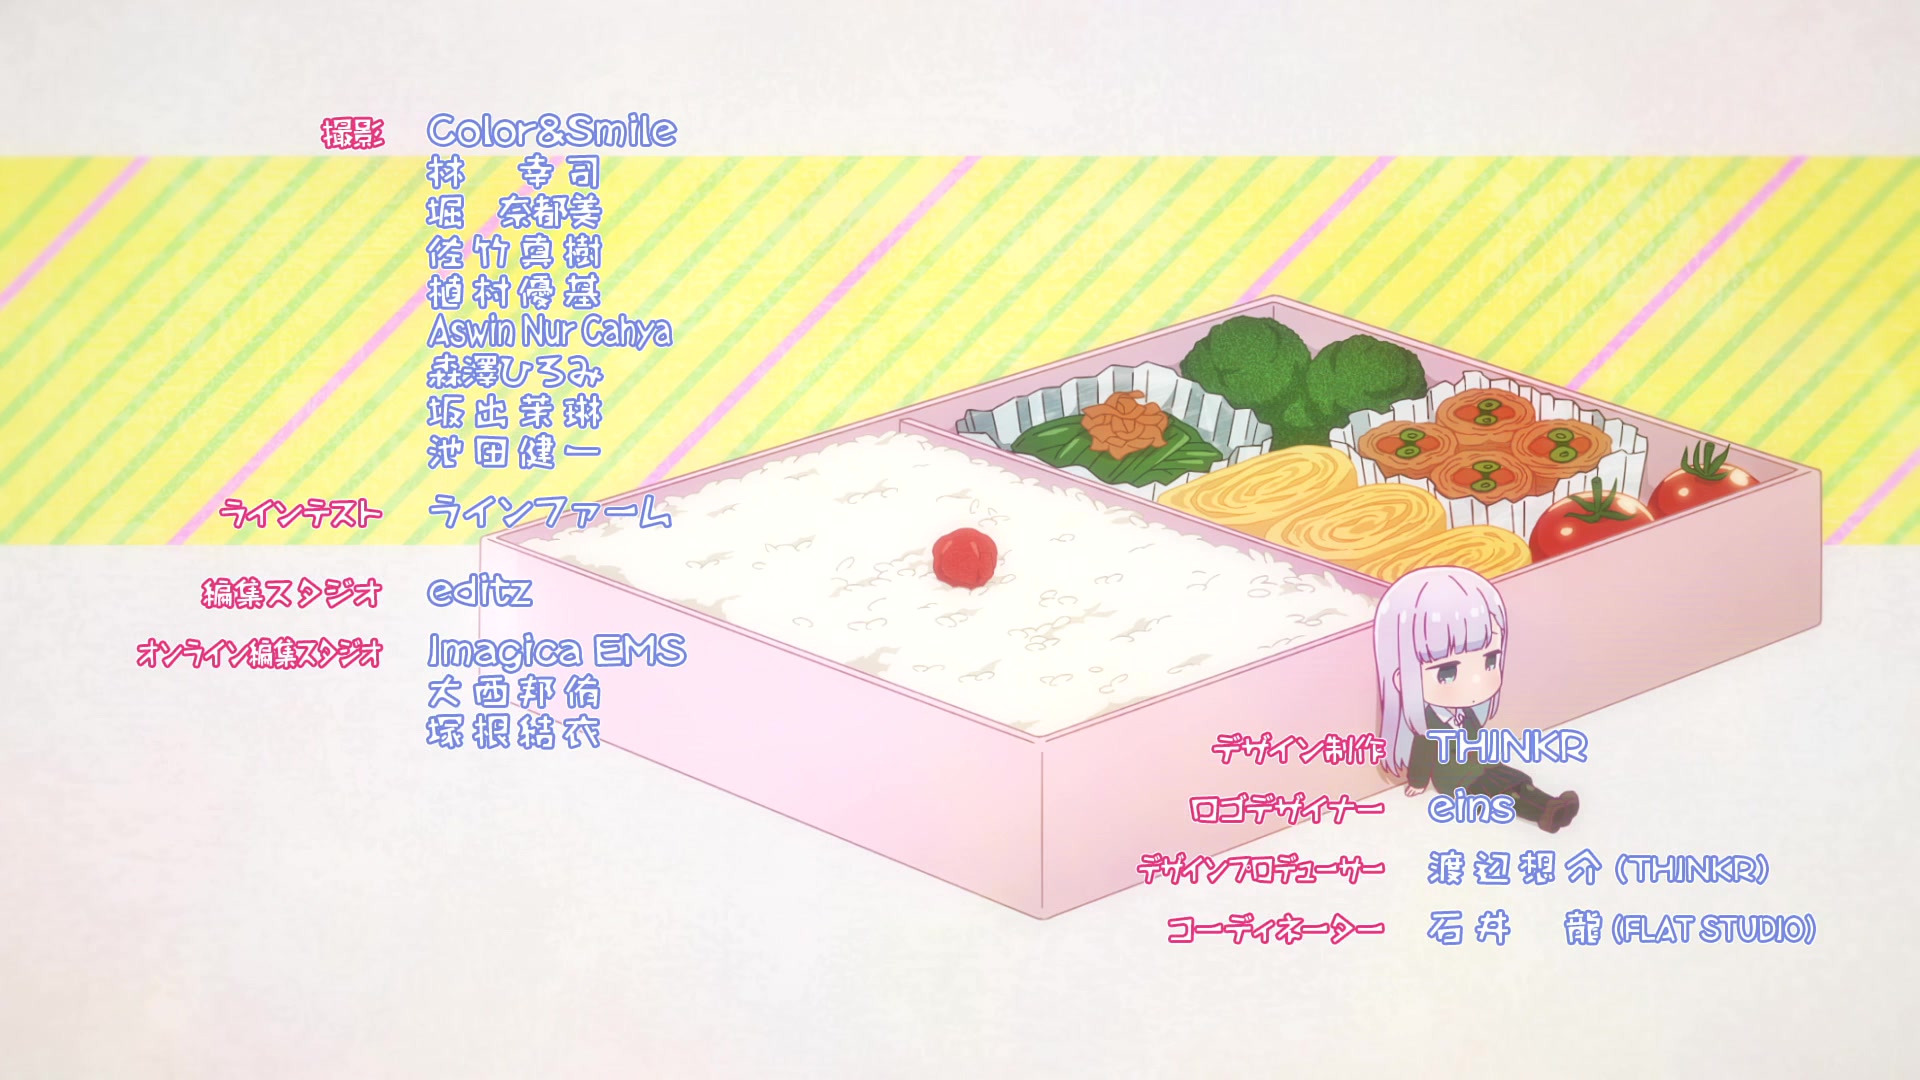 撮影 Color&Smile
林 幸司
堀 奈都美
佐竹真樹
植村優基
Aswin Nur Cahya
森澤ひろみ
坂出茉琳
池田健一
ラインテスト ラインファーム
編集スタジオ editz
オンライン編集スタジオ Imagica EMS
大西邦侑
塚根結衣
デザイン制作 THINKR
ロゴデザイナー eins
デザインプロデューサー 渡辺想介 (THINKR)
コーディネーター 石井 龍 (FLAT STUDIO)